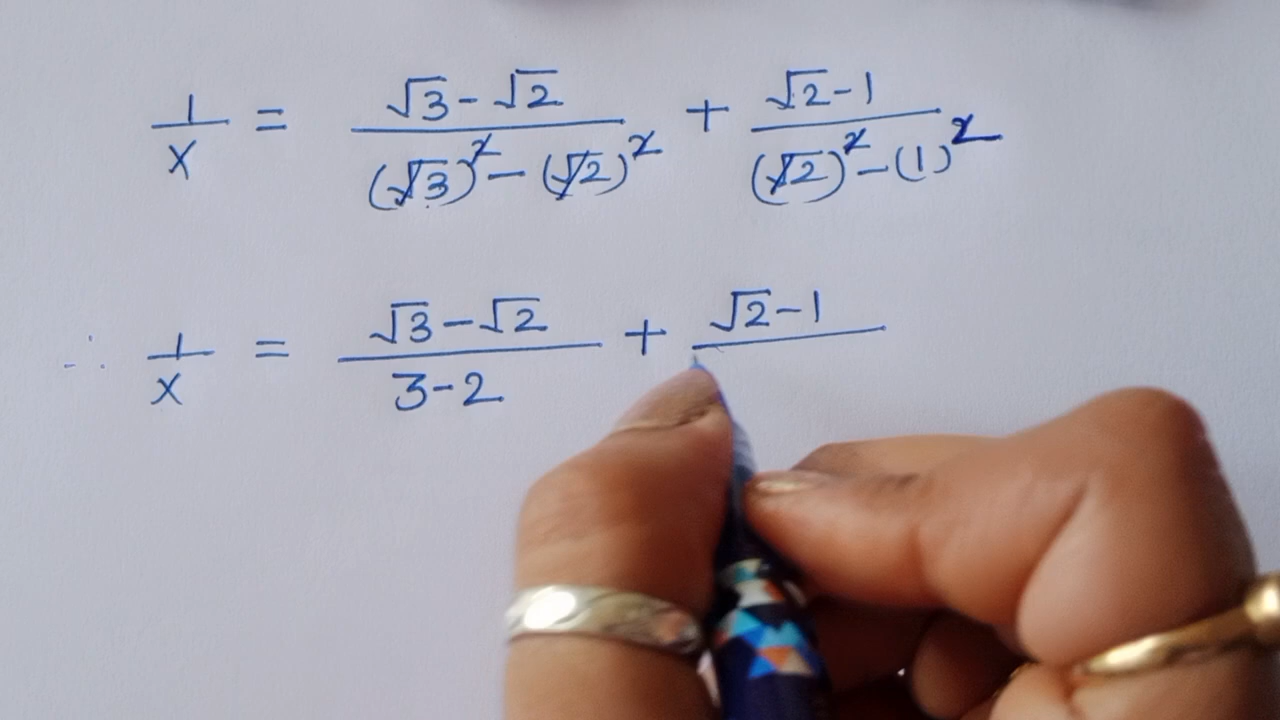 1/x = (√3-√2)/((√3)²-(√2)²) + (√2-1)/((√2)²-(1)²)
∴ 1/x = (√3-√2)/(3-2) + (√2-1)/